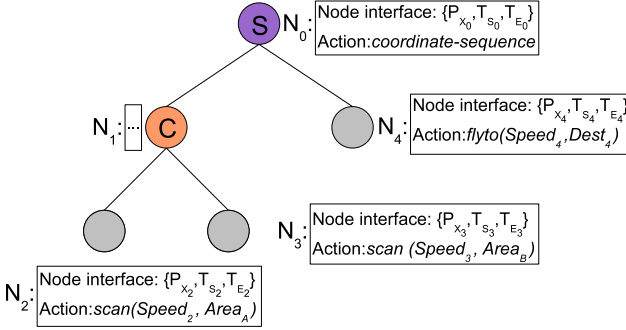 S
N0:
Node interface: {PX0,TS0,TE0}
Action:coordinate-sequence
N1:
...
C
N4:
Node interface: {PX4,TS4,TE4}
Action:flyto(Speed4,Dest4)
N3:
Node interface: {PX3,TS3,TE3}
Action:scan (Speed3, AreaB)
N2:
Node interface: {PX2,TS2,TE2}
Action:scan(Speed2, AreaA)